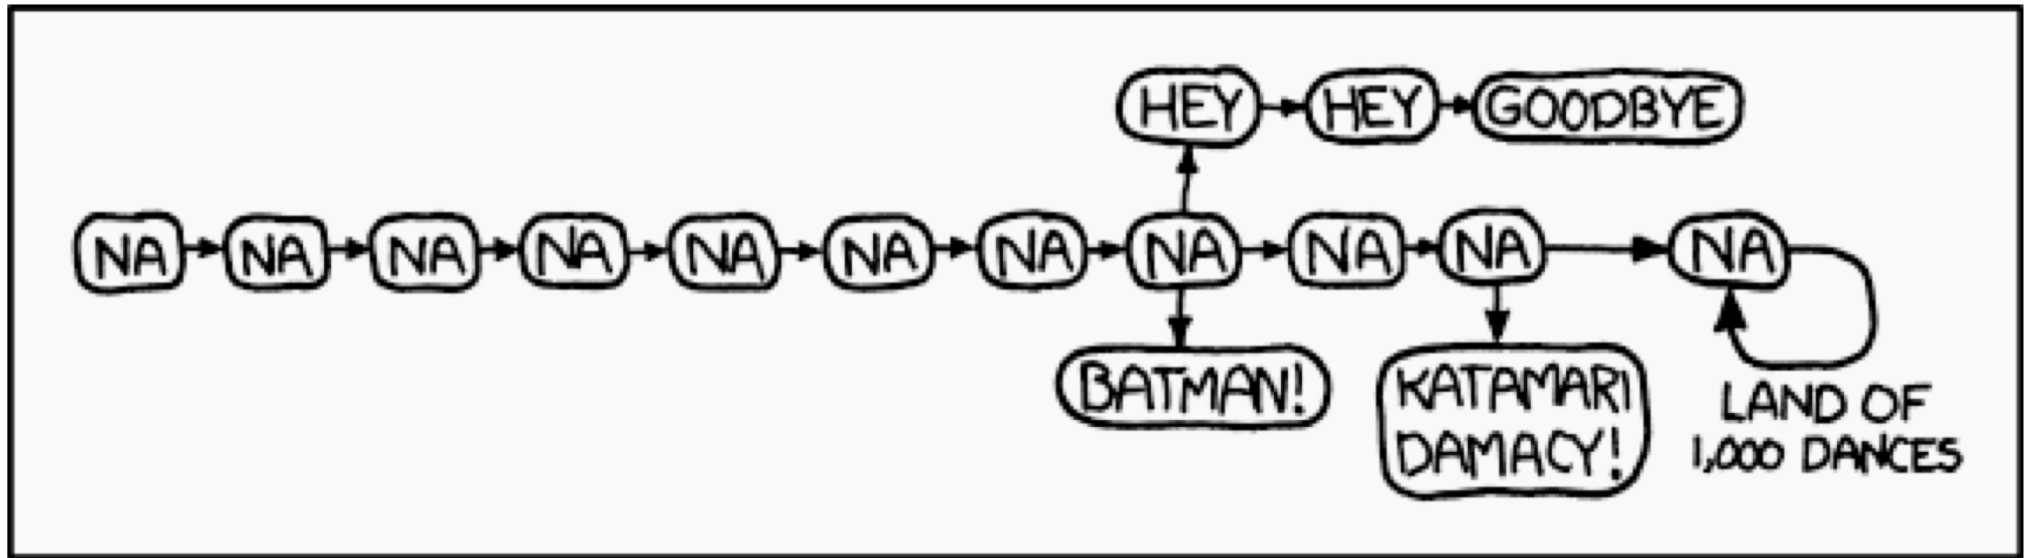 HEY HEY GOODBYE
NA NA NA NA NA NA NA NA NA NA NA
BATMAN!
KATAMARI
DAMACY!
LAND OF
1,000 DANCES